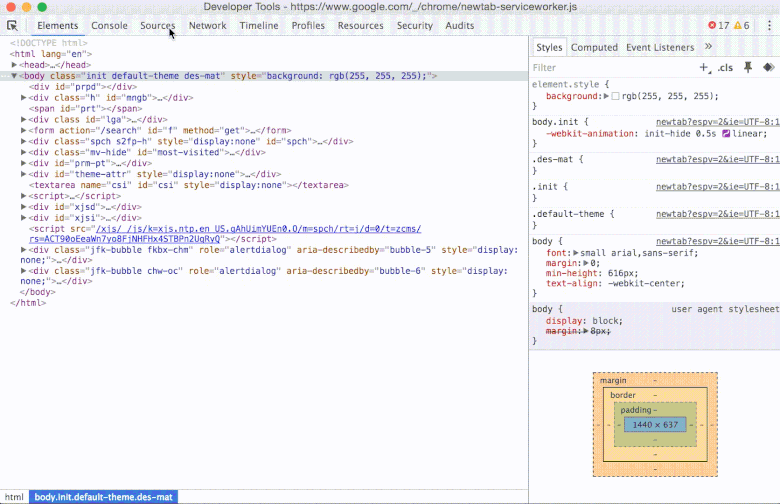 Developer Tools - https://www.google.com/_/chrome/newtab-serviceworker.js
Elements Console Sources Network Timeline Profiles Resources Security Audits 17 6
<!DOCTYPE html>
<html lang="en">
<head>…</head>
<body class="init default-theme des-mat" style="background: rgb(255, 255, 255);">
<div id="prpd"></div>
<div class="h" id="mngb">…</div>
<span id="prt"></span>
<div class id="lga">…</div>
<form action="/search" id="f" method="get">…</form>
<div class="spch s2fp-h" style="display:none" id="spch">…</div>
<div class="mv-hide" id="most-visited">…</div>
<div id="prm-pt">…</div>
<div id="theme-attr" style="display:none">…</div>
<textarea name="csi" id="csi" style="display:none"></textarea>
<script>…</script>
<div id="xjsd">…</div>
<div id="xjsi">…</div>
<script src="/xjs/_/js/k=xjs.ntp.en_US.gAhUimYUEn0.O/m=spch/rt=j/d=0/t=zcms/
rs=ACT90oEeaWn7yo8FjNHFHx4STBPn2UqRyQ"></script>
<div class="jfk-bubble fkbx-chm" role="alertdialog" aria-describedby="bubble-5" style="display:
none;">…</div>
<div class="jfk-bubble chw-oc" role="alertdialog" aria-describedby="bubble-6" style="display:
none;">…</div>
</body>
</html>
html body.init.default-theme.des-mat
Styles Computed Event Listeners »
Filter + .cls
element.style {
background: rgb(255, 255, 255);
}
body.init { newtab?espv=2&ie=UTF-8:1
-webkit-animation: init-hide 0.5s linear;
}
.des-mat { newtab?espv=2&ie=UTF-8:1
}
.init { newtab?espv=2&ie=UTF-8:1
}
.default-theme { newtab?espv=2&ie=UTF-8:1
}
body { newtab?espv=2&ie=UTF-8:1
font: small arial,sans-serif;
margin: 0;
min-height: 616px;
text-align: -webkit-center;
}
body { user agent stylesheet
display: block;
margin: 8px;
}
margin -
border -
padding -
- - - 1440 × 637 - - -
-
-
-